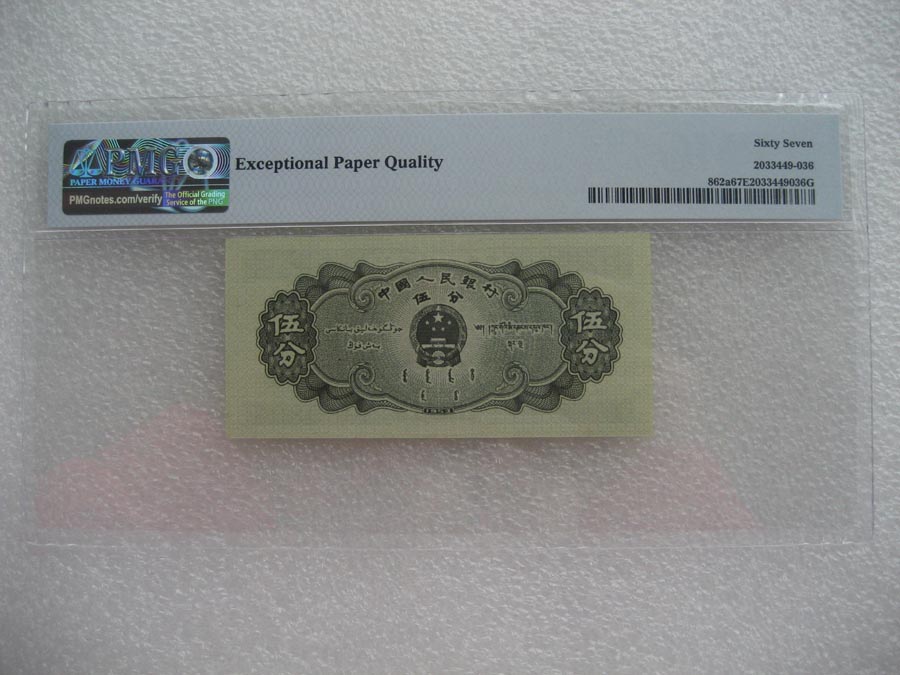 PMG
PAPER MONEY GUARANTY
PMGnotes.com/verify
The Official Grading
Service of the PNG
Exceptional Paper Quality
Sixty Seven
2033449-036
862a67E2033449036G
中國人民銀行
伍分
伍分
伍分
1953